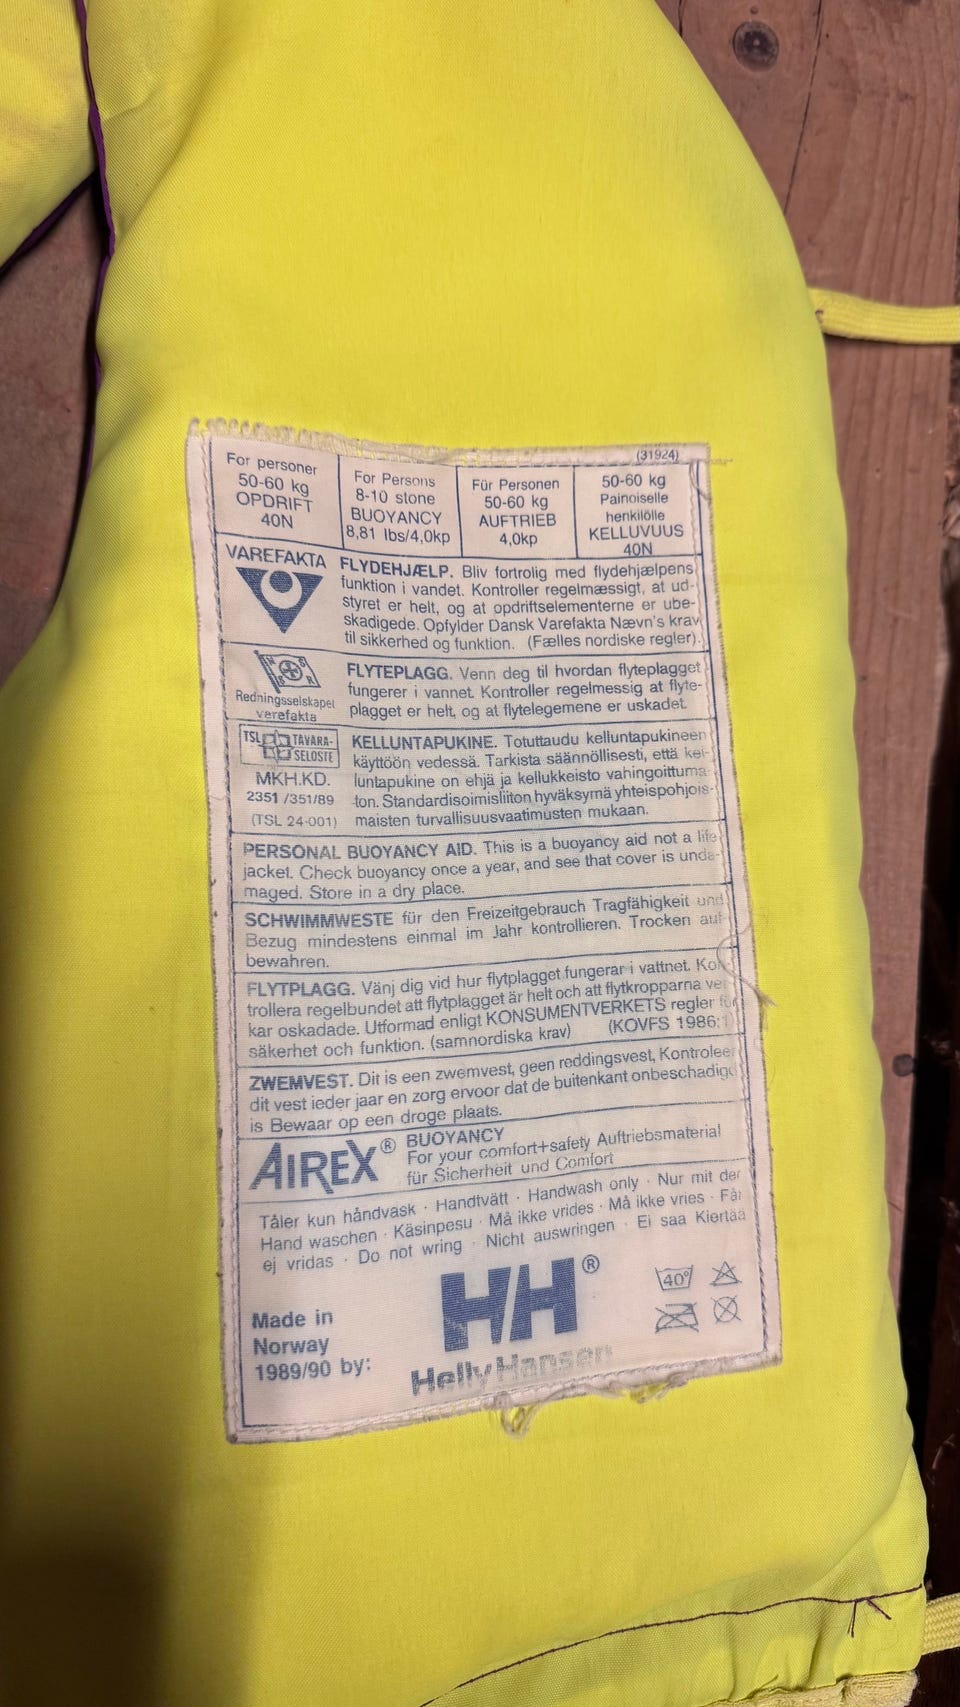 (31924)
For personer
50-60 kg
OPDRIFT
40N
For Persons
8-10 stone
BUOYANCY
8,81 lbs/4,0kp
Für Personen
50-60 kg
AUFTRIEB
4,0kp
50-60 kg
Painoiselle
henkilölle
KELLUVUUS
40N
VAREFAKTA
FLYDEHJÆLP. Bliv fortrolig med flydehjælpens
funktion i vandet. Kontroller regelmæssigt, at ud-
styret er helt, og at opdriftselementerne er ube-
skadigede. Opfylder Dansk Varefakta Nævn's krav
til sikkerhed og funktion. (Fælles nordiske regler).
N S
S R
Redningsselskapet
varefakta
FLYTEPLAGG. Venn deg til hvordan flyteplagget
fungerer i vannet. Kontroller regelmessig at flyte-
plagget er helt, og at flytelegemene er uskadet.
TSL TAVARA-
SELOSTE
MKH.KD.
2351 /351/89
(TSL 24-001)
KELLUNTAPUKINE. Totuttaudu kelluntapukineen
käyttöön vedessä. Tarkista säännöllisesti, että kel-
luntapukine on ehjä ja kellukkeisto vahingoittuma-
ton. Standardisoimisliiton hyväksymä yhteispohjois-
maisten turvallisuusvaatimusten mukaan.
PERSONAL BUOYANCY AID. This is a buoyancy aid not a life
jacket. Check buoyancy once a year, and see that cover is unda-
maged. Store in a dry place.
SCHWIMMWESTE für den Freizeitgebrauch Tragfähigkeit und
Bezug mindestens einmal im Jahr kontrollieren. Trocken auf-
bewahren.
FLYTPLAGG. Vänj dig vid hur flytplagget fungerar i vattnet. Kon-
trollera regelbundet att flytplagget är helt och att flytkropparna ve
kar oskadade. Utformad enligt KONSUMENTVERKETS regler för
säkerhet och funktion. (samnordiska krav) (KOVFS 1986:1
ZWEMVEST. Dit is een zwemvest, geen reddingsvest, Kontroleer
dit vest ieder jaar en zorg ervoor dat de buitenkant onbeschadigd
is Bewaar op een droge plaats.
AIREX® BUOYANCY
For your comfort+safety Auftriebsmaterial
für Sicherheit und Comfort
Tåler kun håndvask · Handtvätt · Handwash only · Nur mit der
Hand waschen · Käsinpesu · Må ikke vrides · Må ikke vries · Får
ej vridas · Do not wring · Nicht auswringen · Ei saa Kiertää
HH®
40°
Made in
Norway
1989/90 by:
Helly Hansen